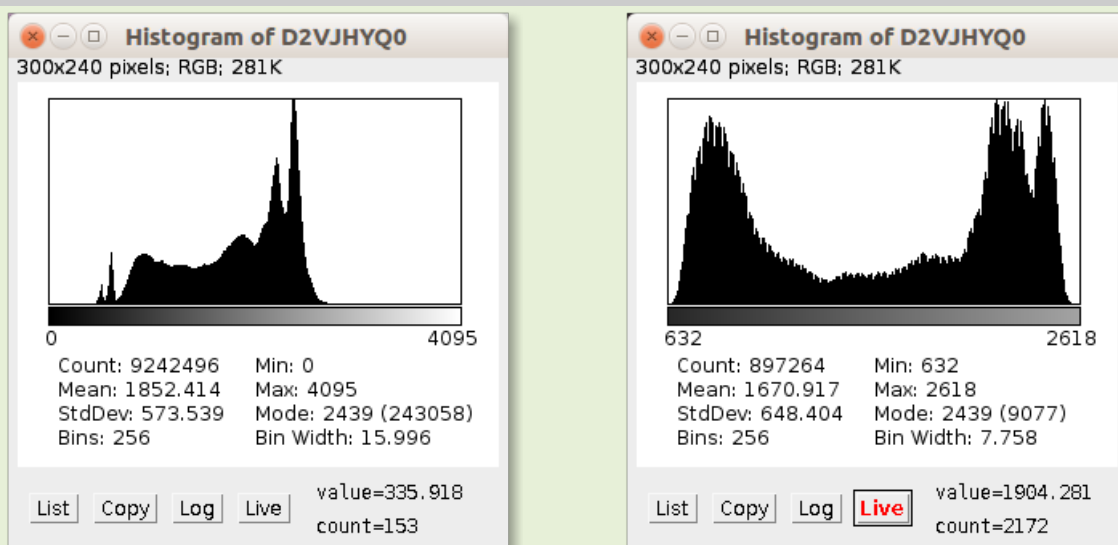 Histogram of D2VJHYQ0
300x240 pixels; RGB; 281K
0 4095
Count: 9242496 Min: 0
Mean: 1852.414 Max: 4095
StdDev: 573.539 Mode: 2439 (243058)
Bins: 256 Bin Width: 15.996
List Copy Log Live value=335.918
count=153
Histogram of D2VJHYQ0
300x240 pixels; RGB; 281K
632 2618
Count: 897264 Min: 632
Mean: 1670.917 Max: 2618
StdDev: 648.404 Mode: 2439 (9077)
Bins: 256 Bin Width: 7.758
List Copy Log Live value=1904.281
count=2172